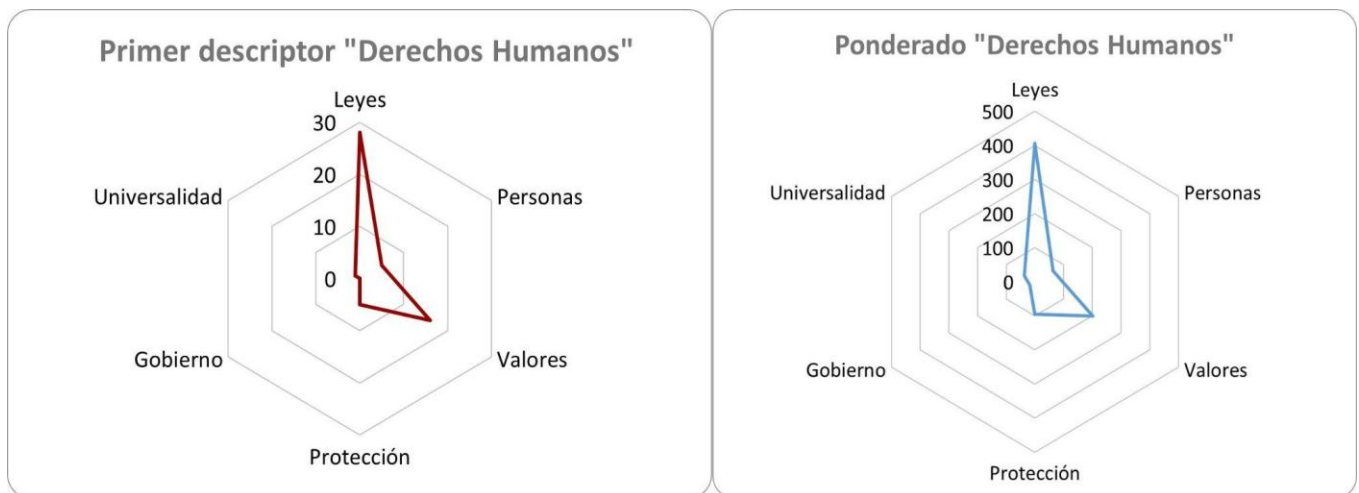 Primer descriptor "Derechos Humanos"
Leyes
30
20
10
0
Universalidad
Personas
Gobierno
Valores
Protección
Ponderado "Derechos Humanos"
Leyes
500
400
300
200
100
0
Universalidad
Personas
Gobierno
Valores
Protección